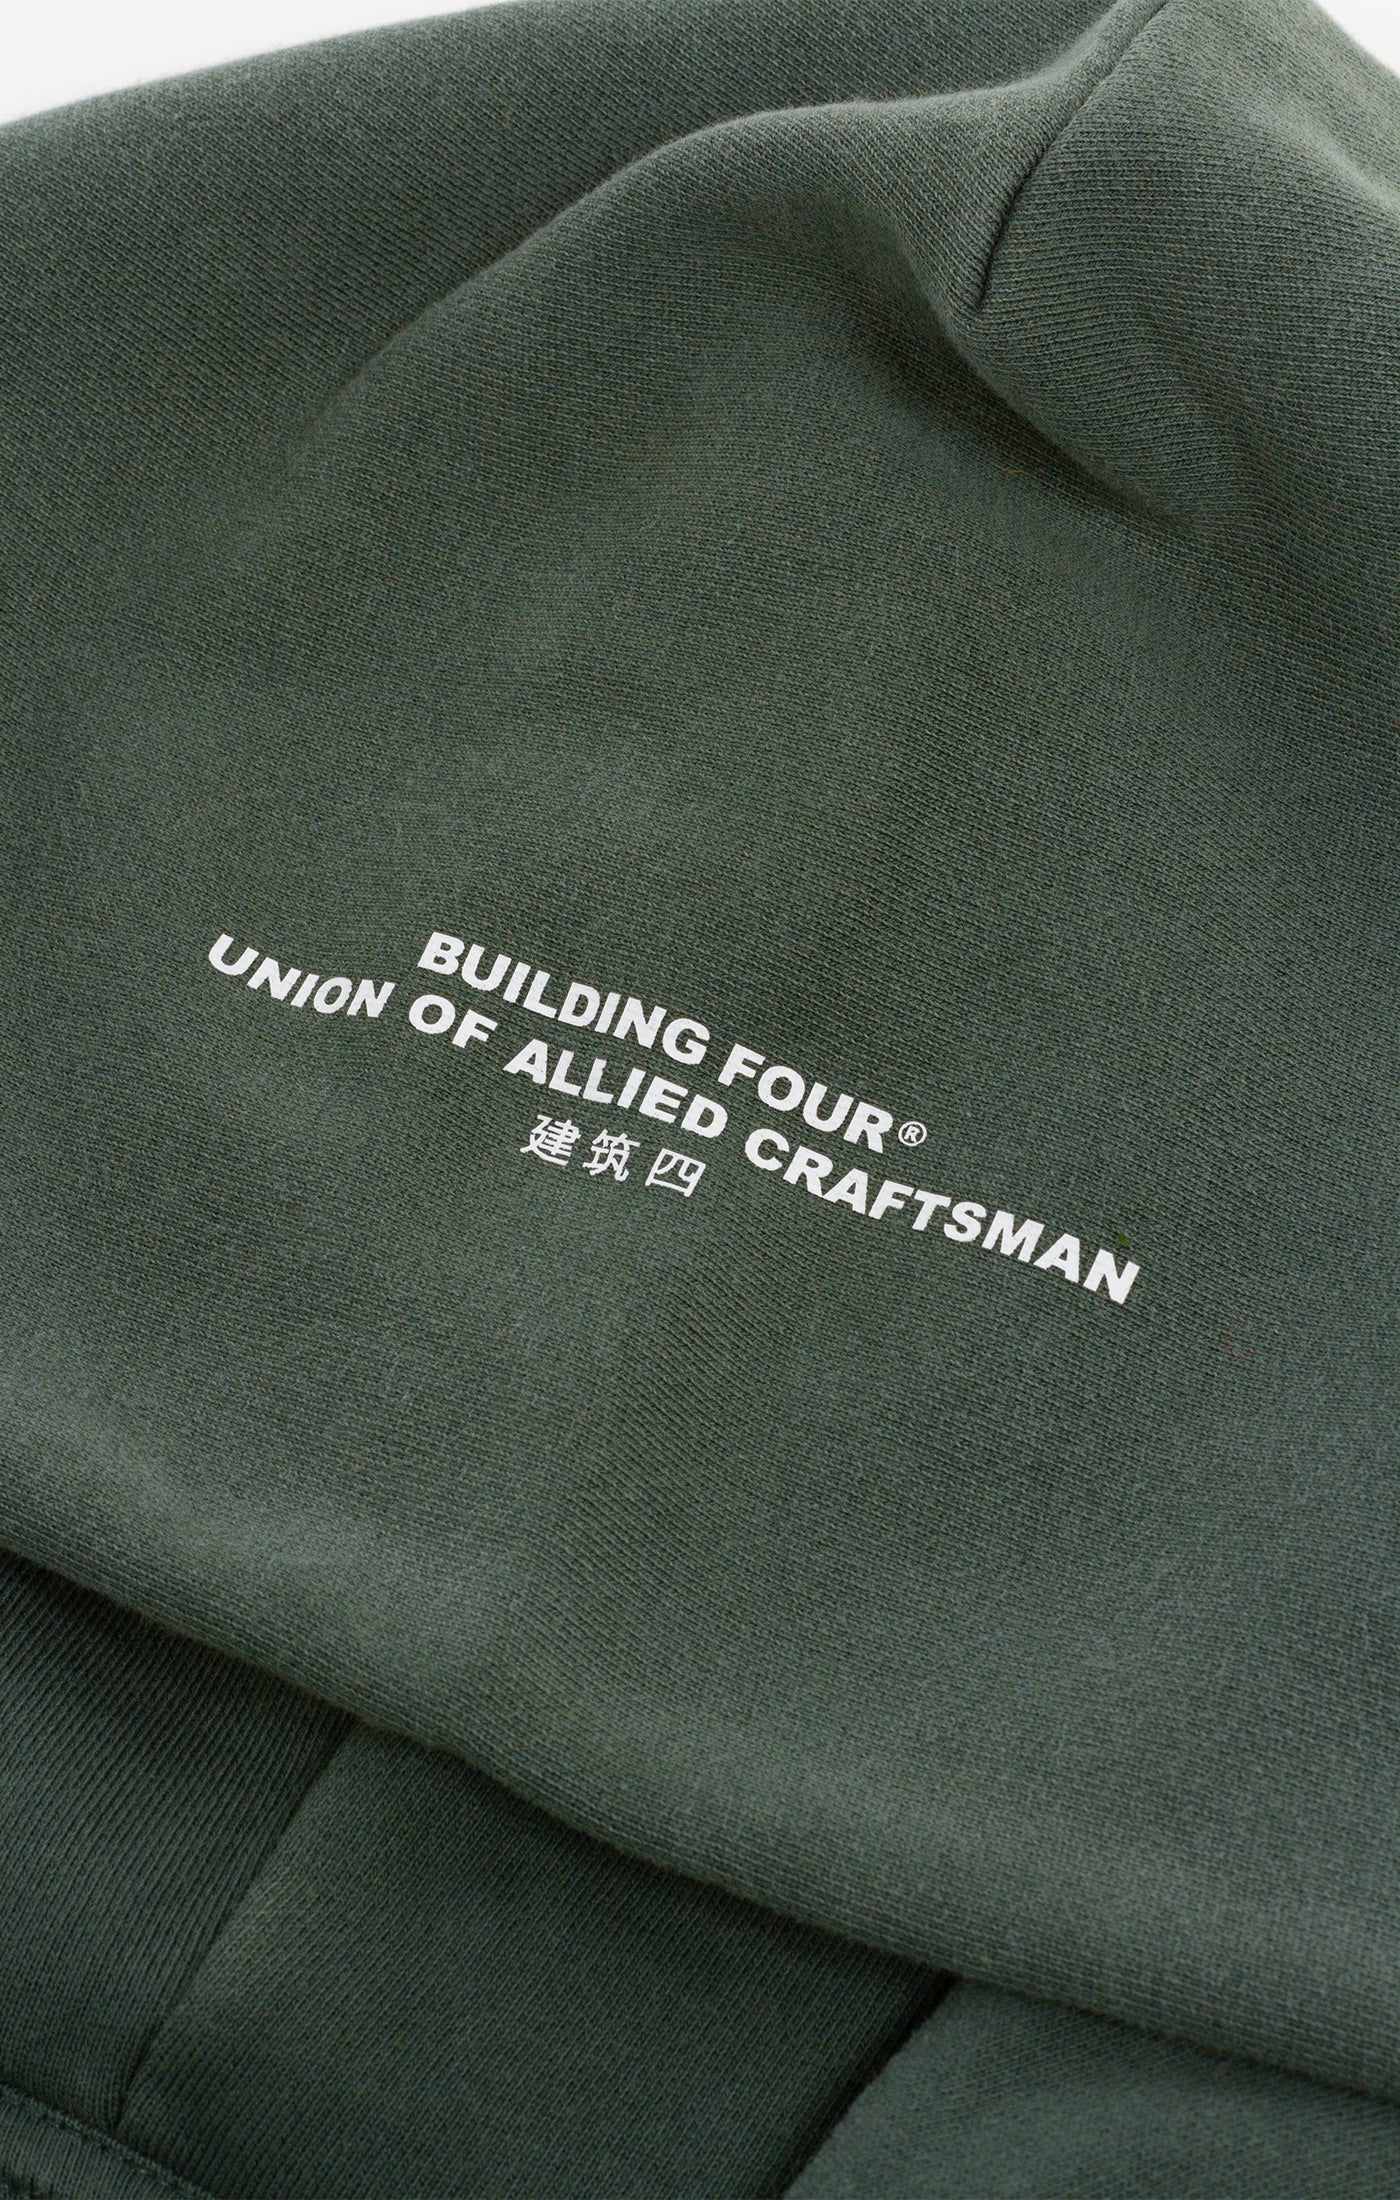 BUILDING FOUR®
UNION OF ALLIED CRAFTSMAN
建筑四